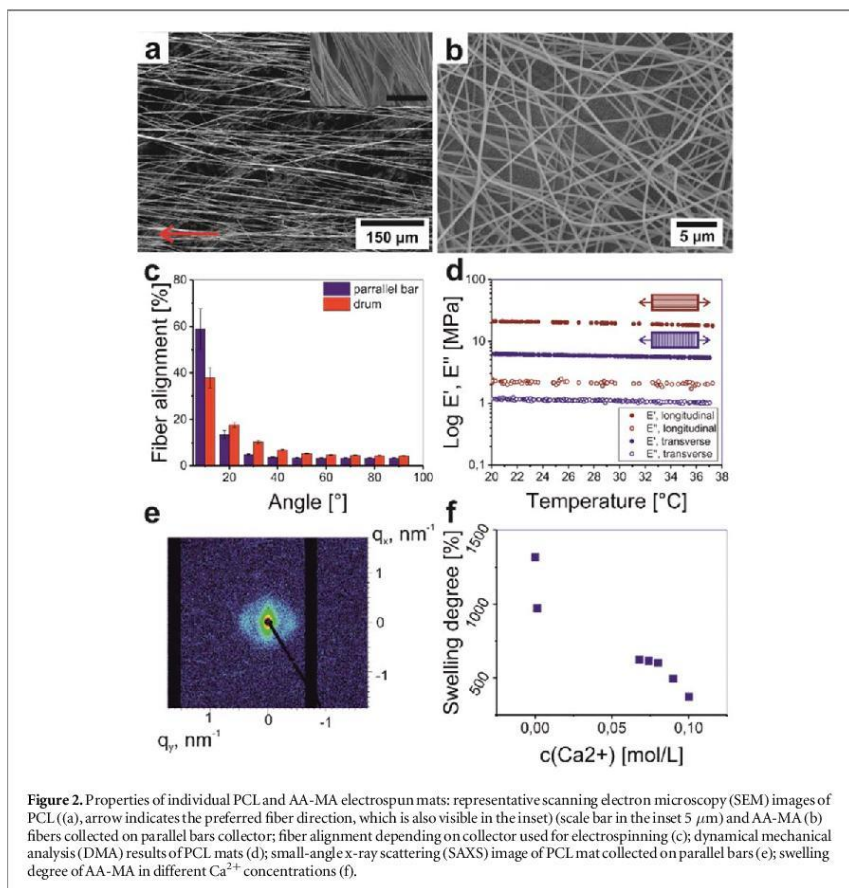 a
150 µm
b
5 µm
c
Fiber alignment [%]
80
60
40
20
0
parrallel bar
drum
20
40
60
80
100
Angle [°]
d
Log E', E'' [MPa]
100
10
1
0,1
E', longitudinal
E'', longitudinal
E', transverse
E'', transverse
20
22
24
26
28
30
32
34
36
38
Temperature [°C]
e
qₓ, nm⁻¹
1
0
-1
1
0
-1
qᵧ, nm⁻¹
f
Swelling degree [%]
1500
1000
500
0,00
0,05
0,10
c(Ca2+) [mol/L]
Figure 2. Properties of individual PCL and AA-MA electrospun mats: representative scanning electron microscopy (SEM) images of
PCL ((a), arrow indicates the preferred fiber direction, which is also visible in the inset) (scale bar in the inset 5 µm) and AA-MA (b)
fibers collected on parallel bars collector; fiber alignment depending on collector used for electrospinning (c); dynamical mechanical
analysis (DMA) results of PCL mats (d); small-angle x-ray scattering (SAXS) image of PCL mat collected on parallel bars (e); swelling
degree of AA-MA in different Ca²⁺ concentrations (f).